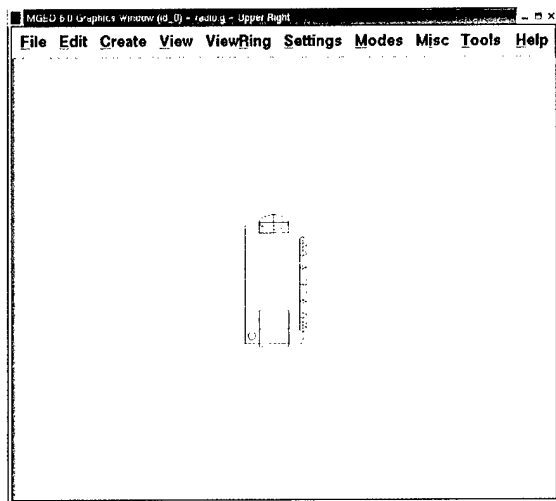 MGED 6.0 Graphics Window (id_0) - radio.g - Upper Right
File Edit Create View ViewRing Settings Modes Misc Tools Help